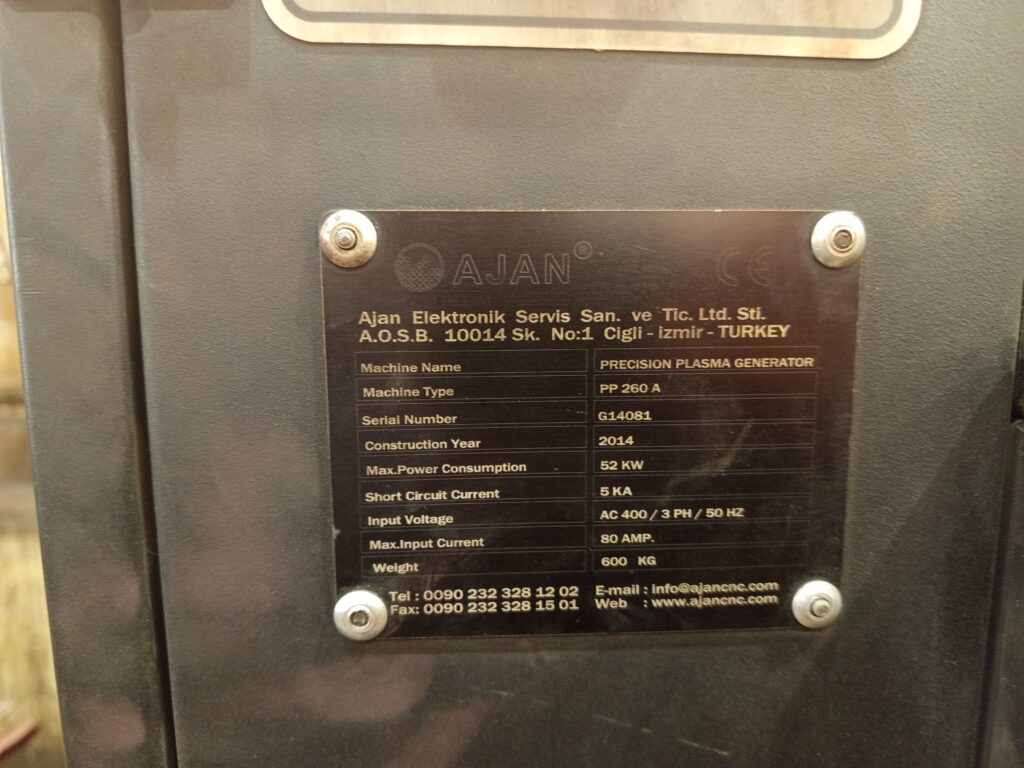 AJAN®
CE
Ajan Elektronik Servis San. ve Tic. Ltd. Sti.
A.O.S.B. 10014 Sk. No:1 Cigli - izmir - TURKEY
Machine Name PRECISION PLASMA GENERATOR
Machine Type PP 260 A
Serial Number G14081
Construction Year 2014
Max.Power Consumption 52 KW
Short Circuit Current 5 KA
Input Voltage AC 400 / 3 PH / 50 HZ
Max.Input Current 80 AMP.
Weight 600 KG
Tel : 0090 232 328 12 02 E-mail : info@ajancnc.com
Fax: 0090 232 328 15 01 Web : www.ajancnc.com